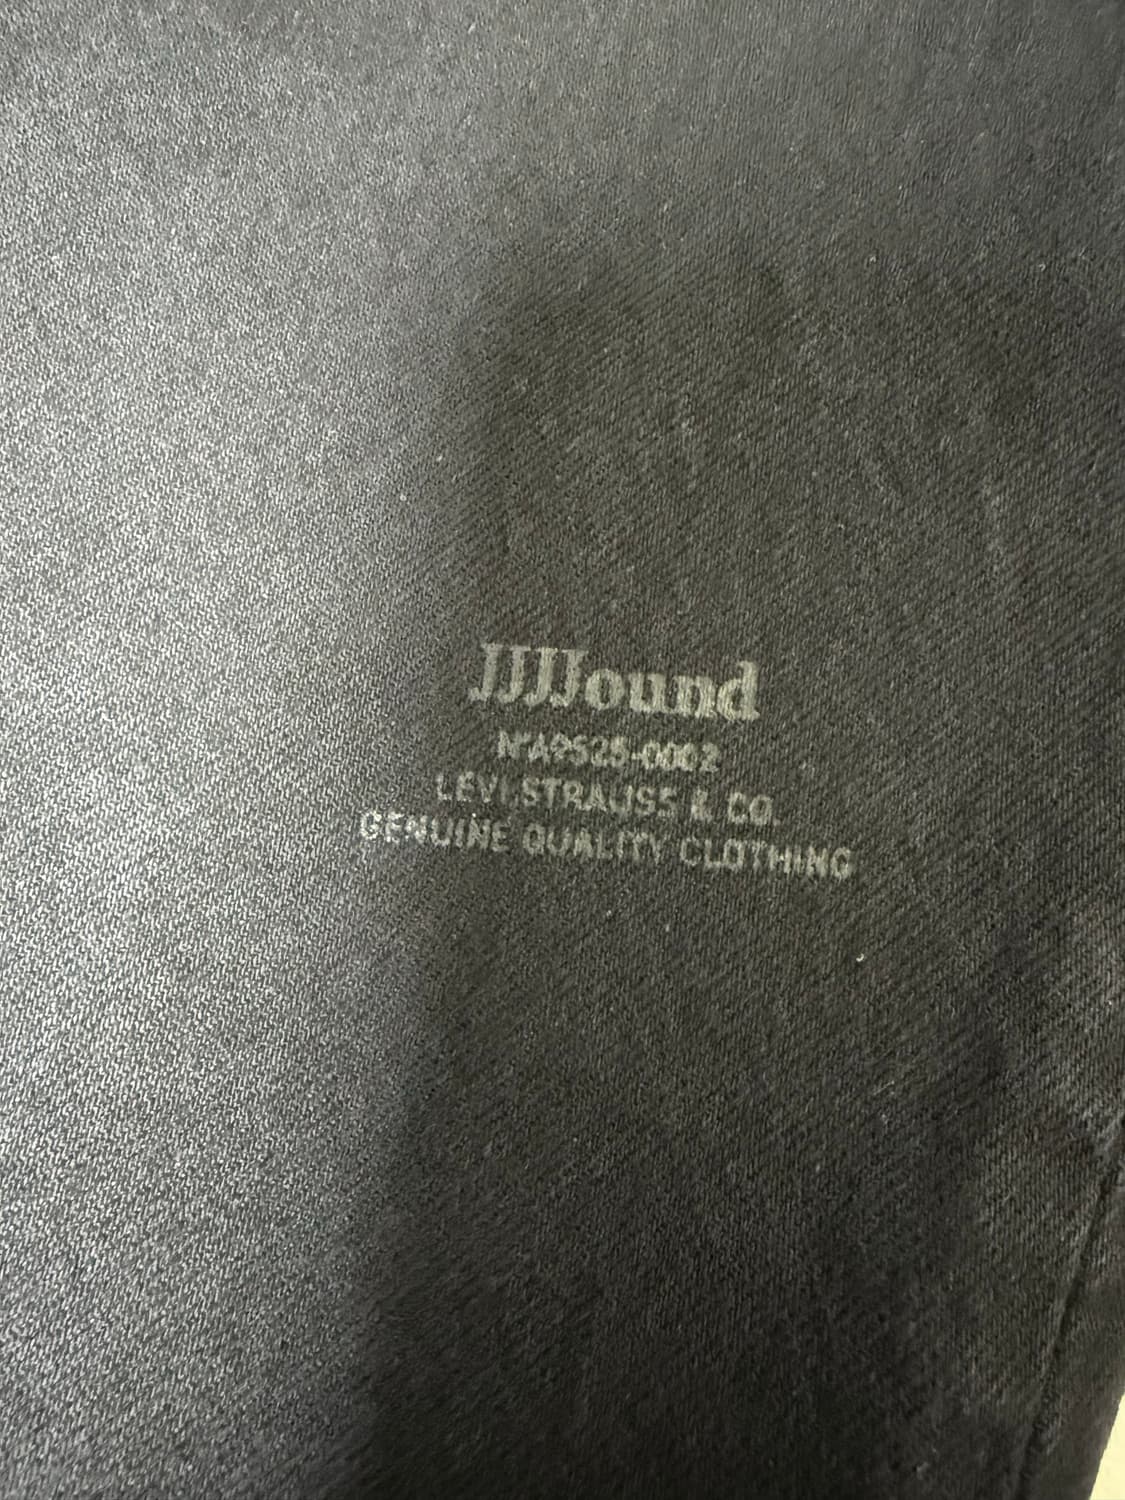 JJJJound
N°A9525-0002
LEVI STRAUSS & CO.
GENUINE QUALITY CLOTHING